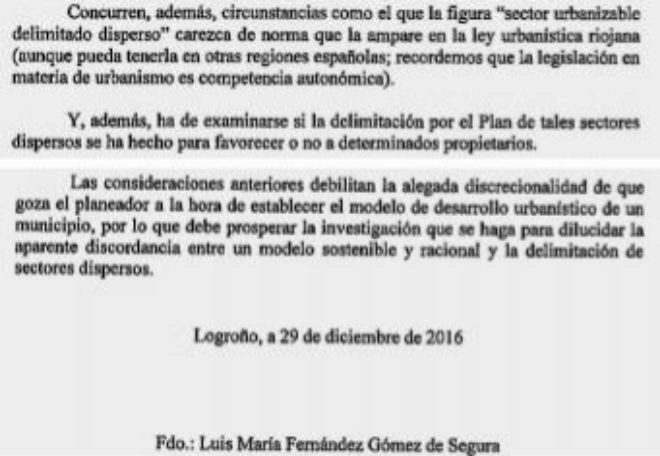 Concurren, además, circunstancias como el que la figura “sector urbanizable
delimitado disperso” carezca de norma que la ampare en la ley urbanística riojana
(aunque pueda tenerla en otras regiones españolas; recordemos que la legislación en
materia de urbanismo es competencia autonómica).
Y, además, ha de examinarse si la delimitación por el Plan de tales sectores
dispersos se ha hecho para favorecer o no a determinados propietarios.
Las consideraciones anteriores debilitan la alegada discrecionalidad de que
goza el planeador a la hora de establecer el modelo de desarrollo urbanístico de un
municipio, por lo que debe prosperar la investigación que se haga para dilucidar la
aparente discordancia entre un modelo sostenible y racional y la delimitación de
sectores dispersos.
Logroño, a 29 de diciembre de 2016
Fdo.: Luis María Fernández Gómez de Segura